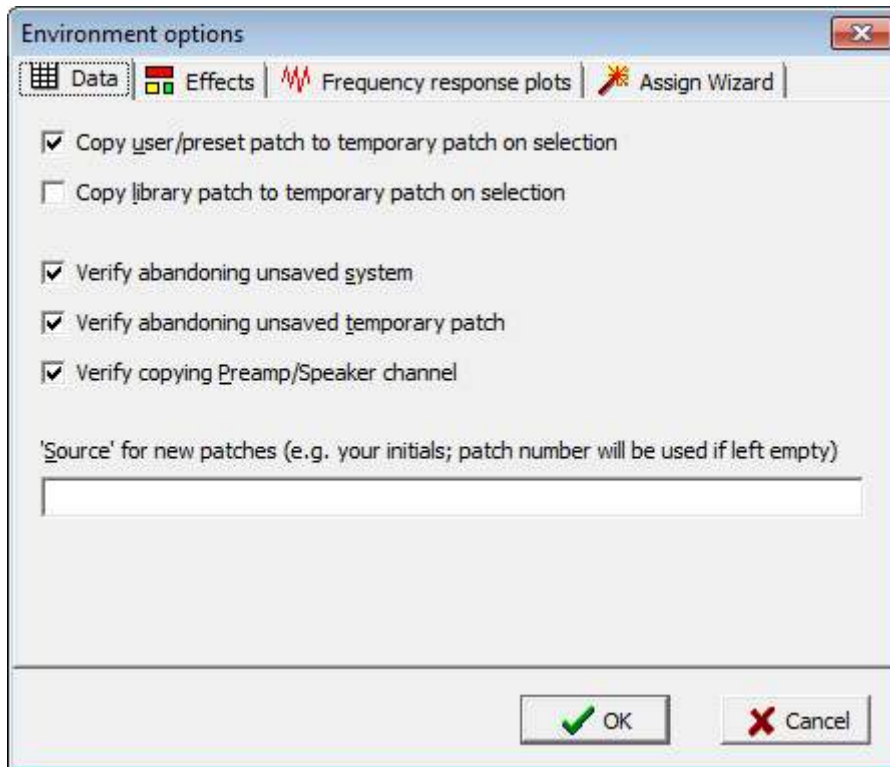 Environment options
Data Effects Frequency response plots Assign Wizard
Copy user/preset patch to temporary patch on selection
Copy library patch to temporary patch on selection
Verify abandoning unsaved system
Verify abandoning unsaved temporary patch
Verify copying Preamp/Speaker channel
'Source' for new patches (e.g. your initials; patch number will be used if left empty)
OK Cancel